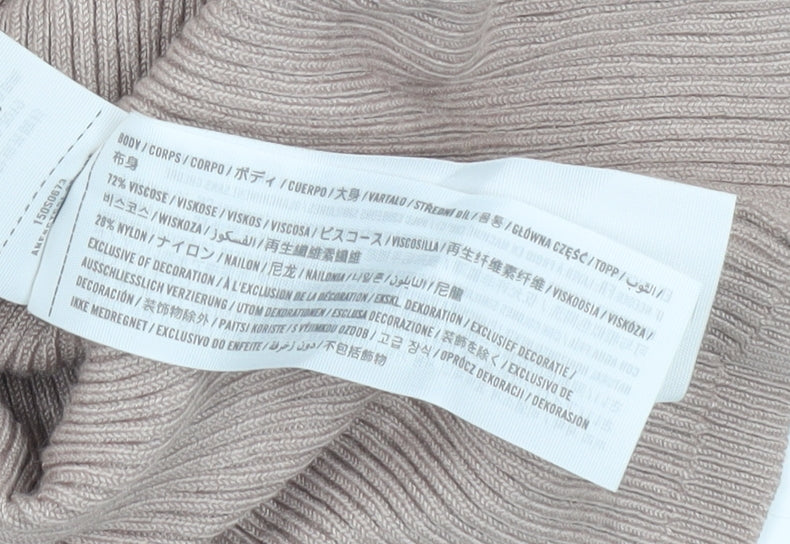 BODY / CORPS / CORPO / ボディ / CUERPO / 大身 / VARTALO / STŘEDNÍ DÍL / 몸통 / GŁÓWNA CZĘŚĆ / TOPP / الثوب /
布身
72% VISCOSE / VISKOSE / VISKOS / VISCOSA / ビスコース / VISCOSILLA / 再生纤维素纤维 / VISKOOSIA / VISKÓZA /
비스코스 / WISKOZA / الفسكوز / 再生纖維素纖維
28% NYLON / ナイロン / NAILON / 尼龙 / NAILONIA / 나일론 / النايلون / 尼龍
EXCLUSIVE OF DECORATION / À L'EXCLUSION DE LA DÉCORATION / EKSKL. DEKORATION / EXCLUSIEF DECORATIE /
AUSSCHLIESSLICH VERZIERUNG / UTOM DEKORATIONEN / ESCLUSA DECORAZIONE / 装飾を除く / EXCLUSIVO DE
DECORACIÓN / 装饰物除外 / PAITSI KORISTE / S VÝJIMKOU OZDOB / 고급 장식 / OPRÓCZ DEKORACJI / DEKORASJON
IKKE MEDREGNET / EXCLUSIVO DO ENFEITE / دون زخرفة / 不包括飾物
150S0673